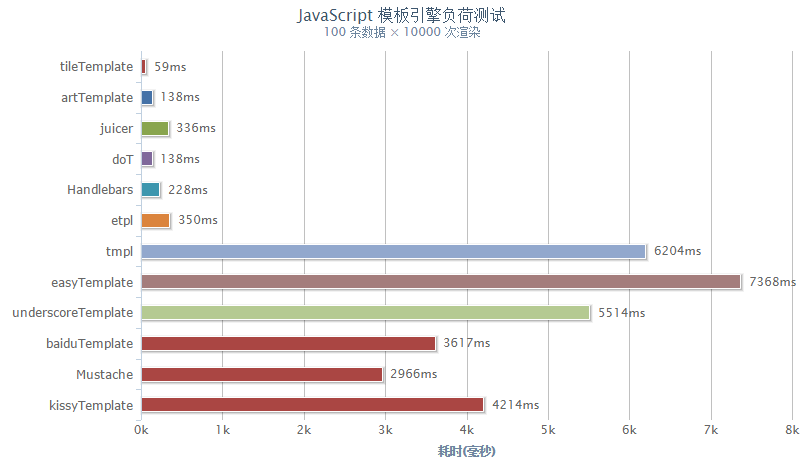 JavaScript 模板引擎负荷测试
100 条数据 × 10000 次渲染
tileTemplate 59ms
artTemplate 138ms
juicer 336ms
doT 138ms
Handlebars 228ms
etpl 350ms
tmpl 6204ms
easyTemplate 7368ms
underscoreTemplate 5514ms
baiduTemplate 3617ms
Mustache 2966ms
kissyTemplate 4214ms
0k 1k 2k 3k 4k 5k 6k 7k 8k
耗时(毫秒)